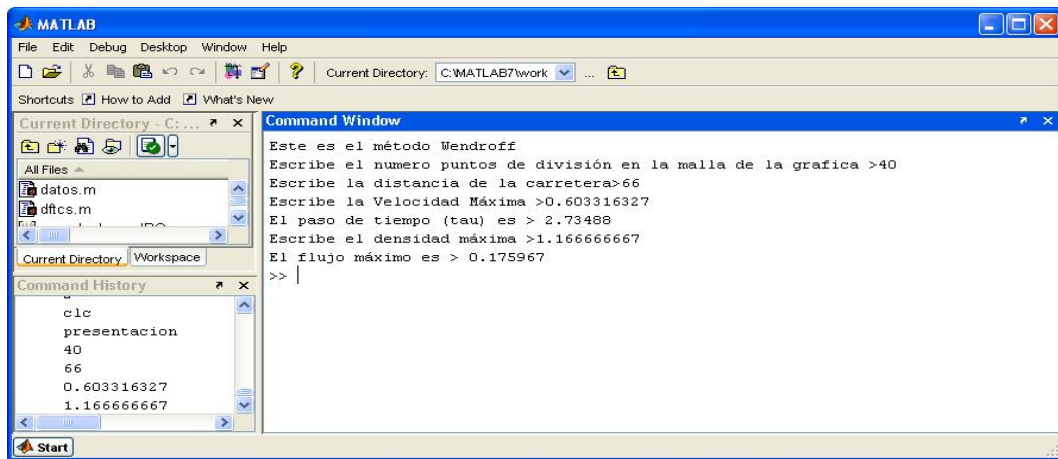 MATLAB
File Edit Debug Desktop Window Help
Current Directory: C:\MATLAB7\work ...
Shortcuts How to Add What's New
Current Directory - C: ...
All Files
datos.m
dftcs.m
Current Directory Workspace
Command History
clc
presentacion
40
66
0.603316327
1.166666667
Command Window
Este es el método Wendroff
Escribe el numero puntos de división en la malla de la grafica >40
Escribe la distancia de la carretera>66
Escribe la Velocidad Máxima >0.603316327
El paso de tiempo (tau) es > 2.73488
Escribe el densidad máxima >1.166666667
El flujo máximo es > 0.175967
>>
Start